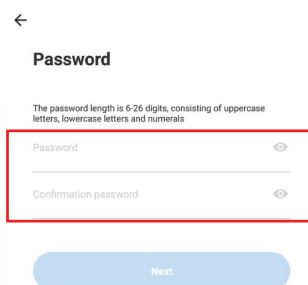 Password
The password length is 6-26 digits, consisting of uppercase
letters, lowercase letters and numerals
Password
Confirmation password
Next